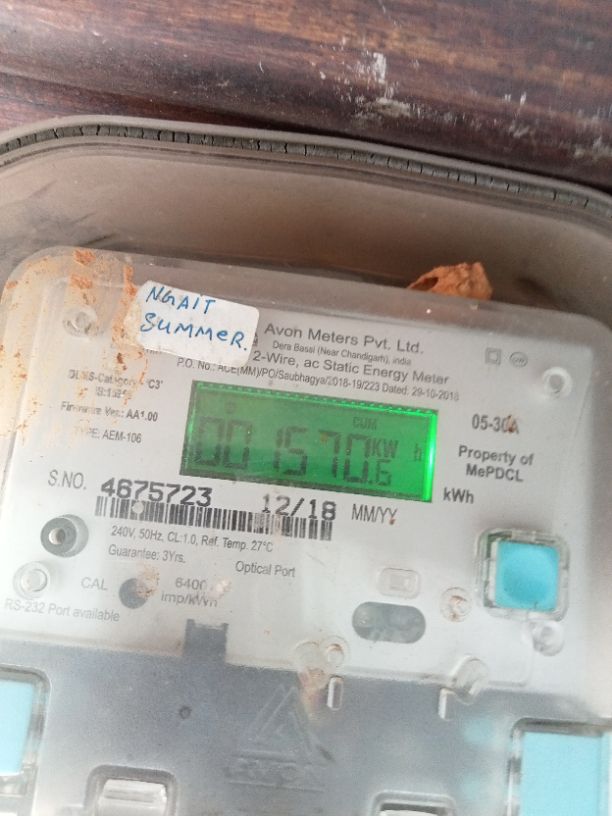 NGAIT
SUMMER.
Avon Meters Pvt. Ltd.
Dera Bassi (Near Chandigarh), India
2-Wire, ac Static Energy Meter
P.O. No.: ACE(MM)/PO/Saubhagya/2018-19/223 Dated. 29-10-2018
Firmware Ver.: AA1.00
TYPE: AEM-106
CUM
001570.6 KW h
kWh
05-30A
Property of
MePDCL
S.NO. 4675723 12/18 MM/YY
240V, 50Hz, CL:1.0, Ref. Temp. 27°C
Guarantee: 3Yrs.
Optical Port
CAL 6400
imp/kWh
RS-232 Port available
AVON